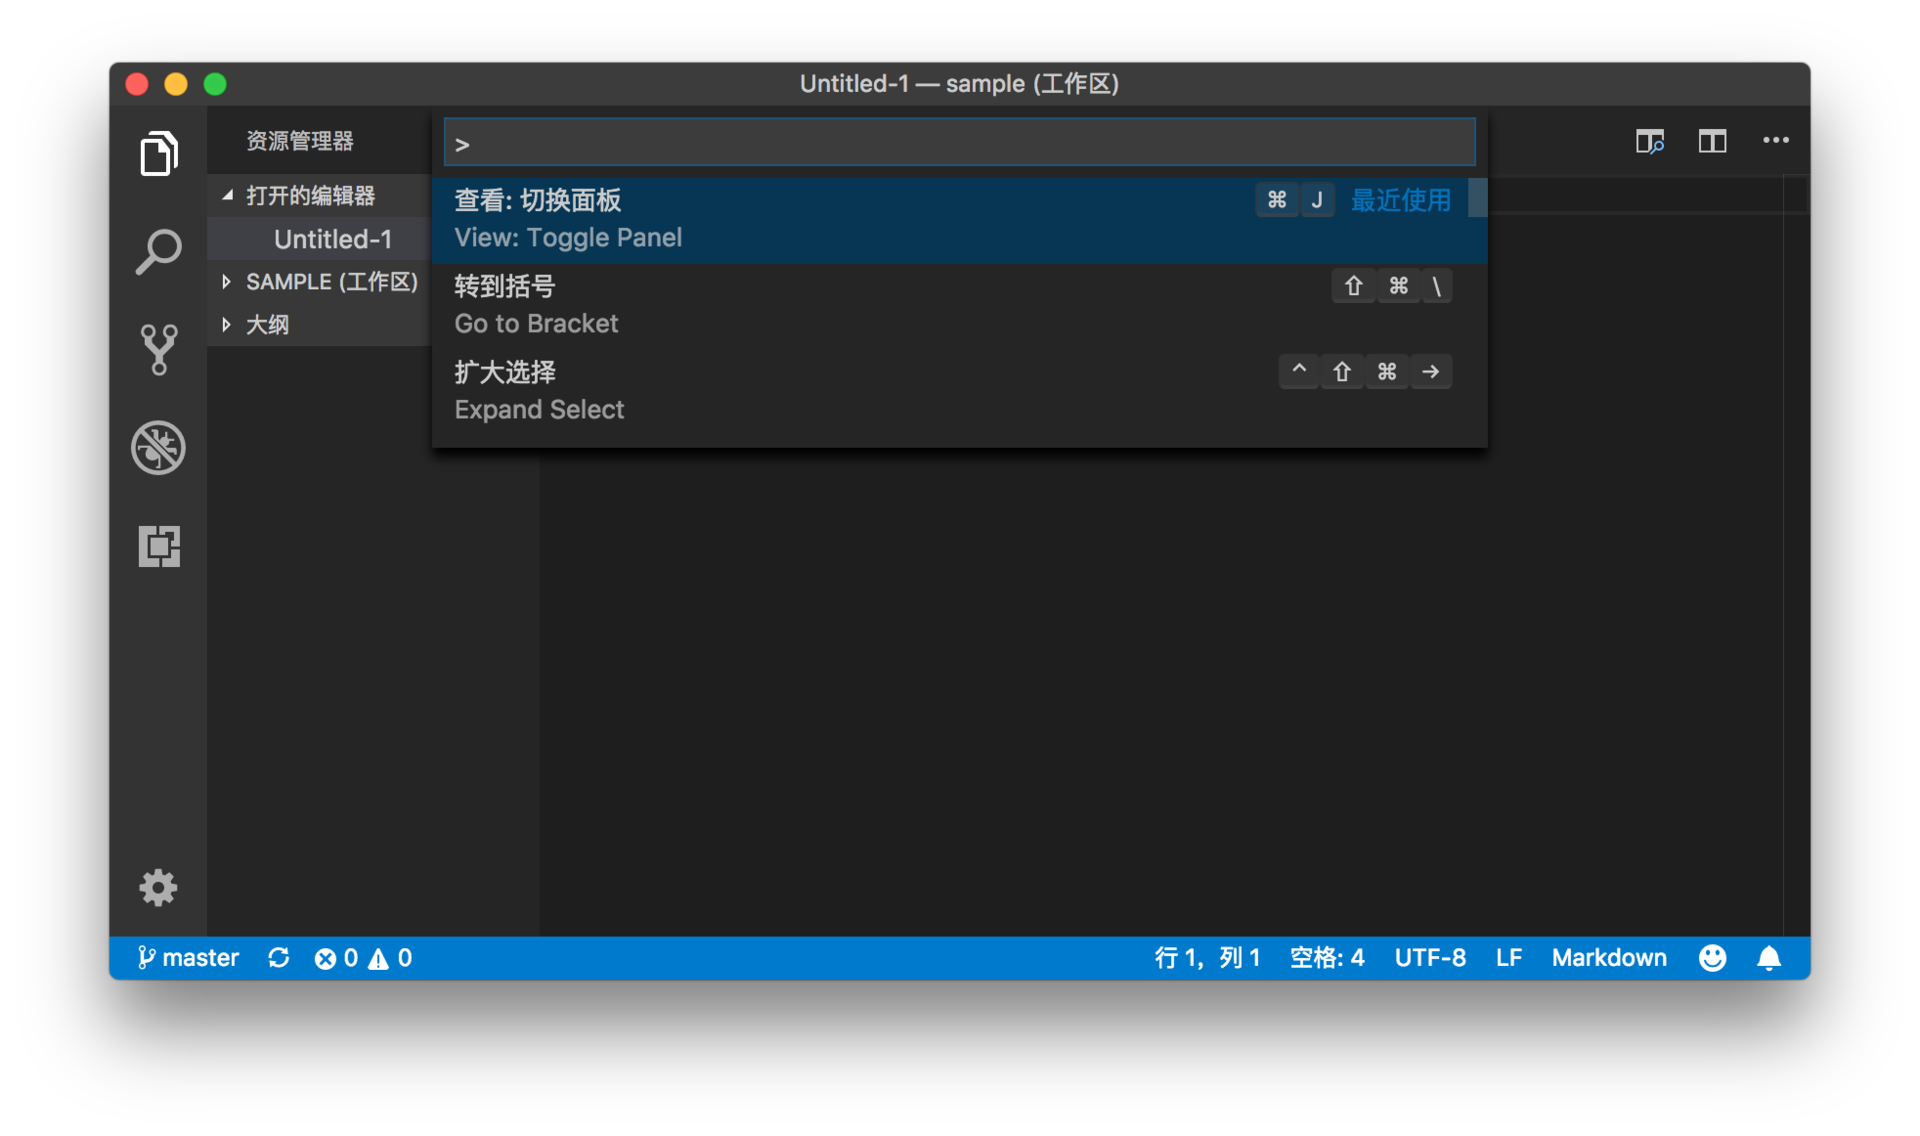 Untitled-1 — sample (工作区)
资源管理器
打开的编辑器
Untitled-1
SAMPLE (工作区)
大纲
>
查看: 切换面板
⌘ J 最近使用
View: Toggle Panel
转到括号
⇧ ⌘ \
Go to Bracket
扩大选择
^ ⇧ ⌘ →
Expand Select
master 0 0 行 1，列 1 空格: 4 UTF-8 LF Markdown